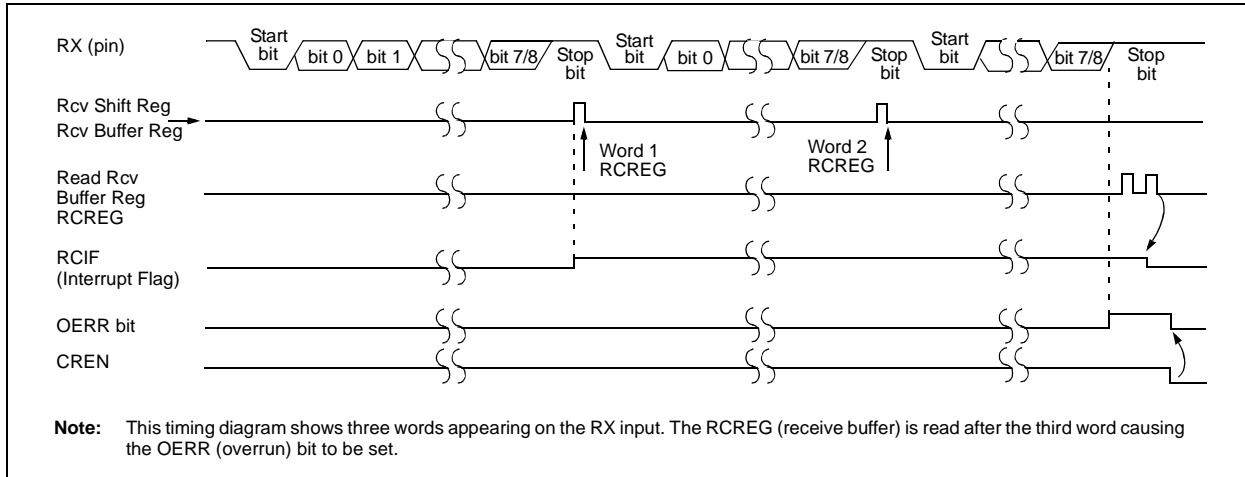 RX (pin)
Start
bit
bit 0
bit 1
bit 7/8
Stop
bit
Start
bit
bit 0
bit 7/8
Stop
bit
Start
bit
bit 7/8
Stop
bit
Rcv Shift Reg
Rcv Buffer Reg
Word 1
RCREG
Word 2
RCREG
Read Rcv
Buffer Reg
RCREG
RCIF
(Interrupt Flag)
OERR bit
CREN
Note: This timing diagram shows three words appearing on the RX input. The RCREG (receive buffer) is read after the third word causing
the OERR (overrun) bit to be set.